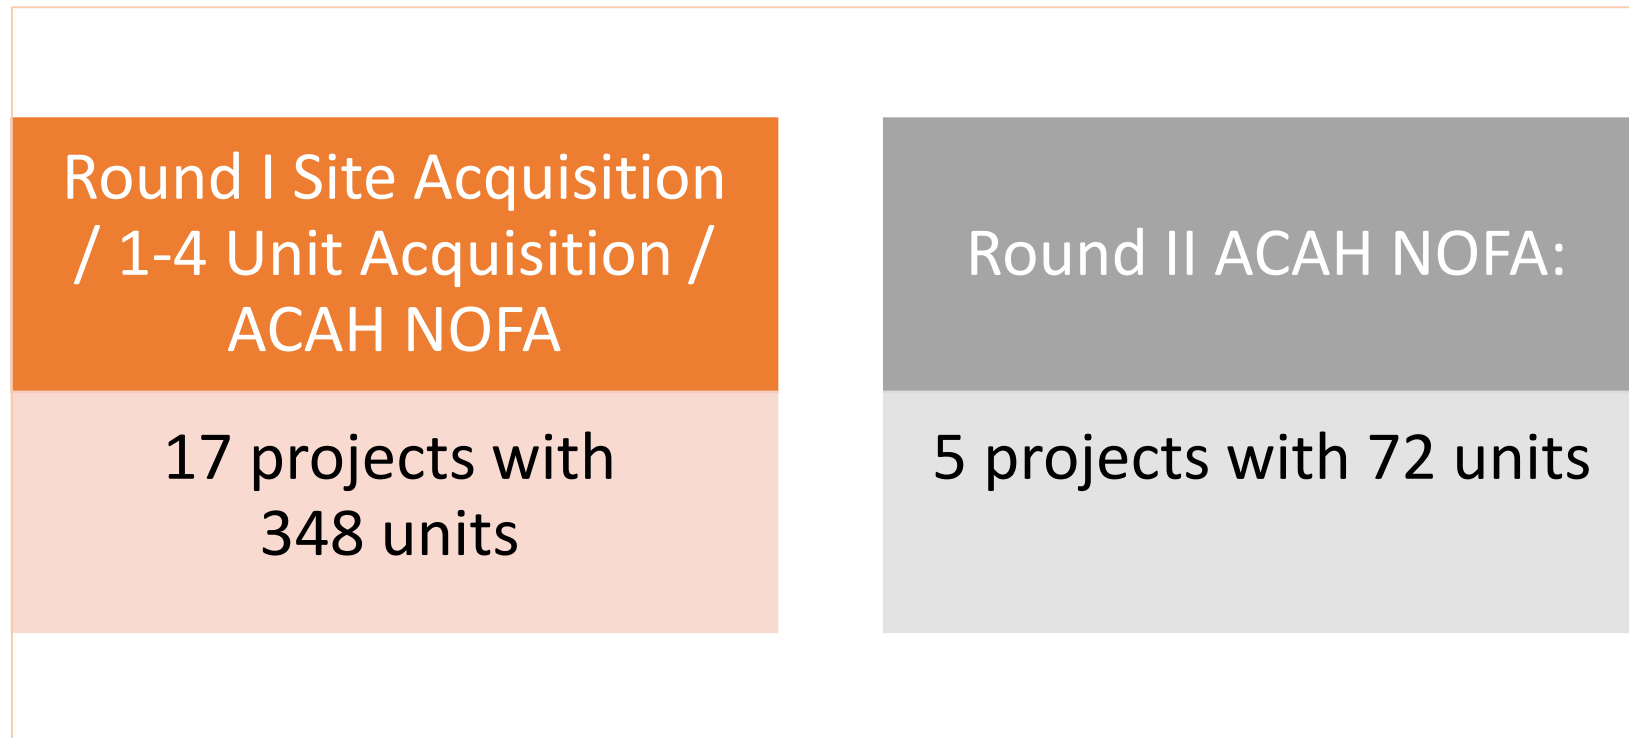 Round I Site Acquisition
/ 1-4 Unit Acquisition /
ACAH NOFA
17 projects with
348 units
Round II ACAH NOFA:
5 projects with 72 units